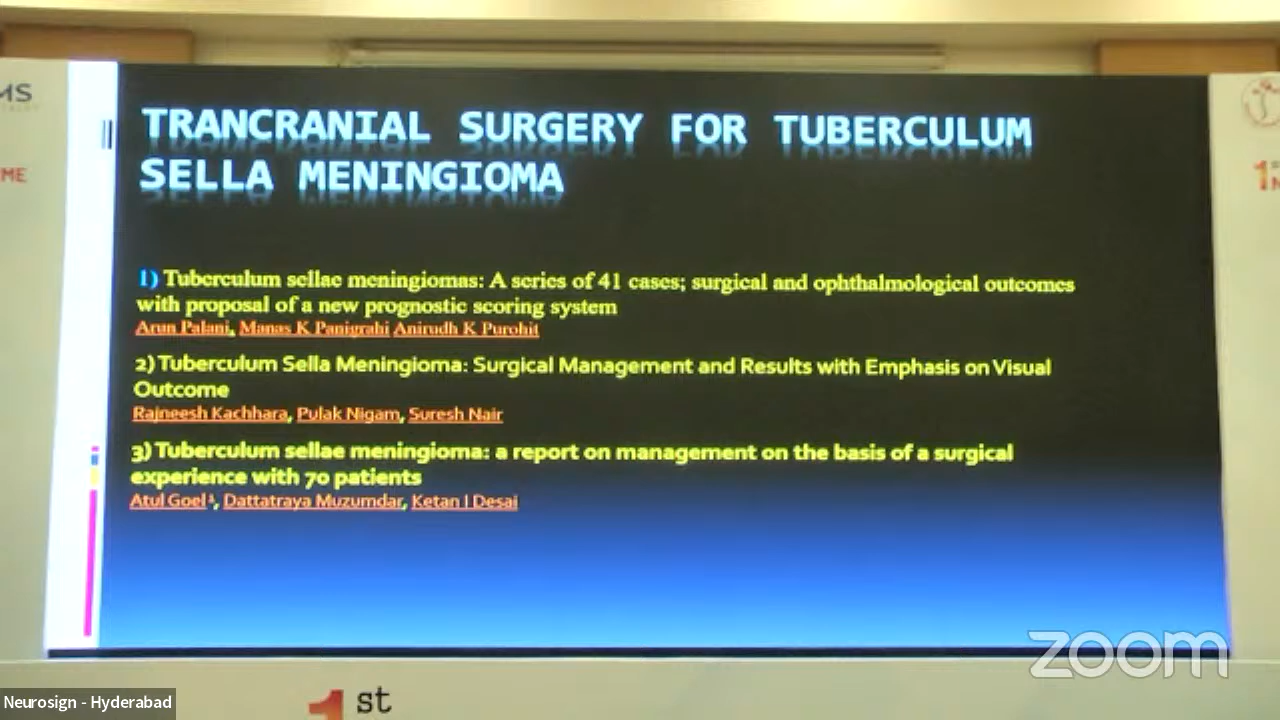 MS
ME
TRANCRANIAL SURGERY FOR TUBERCULUM
SELLA MENINGIOMA
1) Tuberculum sellae meningiomas: A series of 41 cases; surgical and ophthalmological outcomes
with proposal of a new prognostic scoring system
Arun Palani, Manas K Panigrahi Anirudh K Purohit
2) Tuberculum Sella Meningioma: Surgical Management and Results with Emphasis on Visual
Outcome
Rajneesh Kachhara, Pulak Nigam, Suresh Nair
3) Tuberculum sellae meningioma: a report on management on the basis of a surgical
experience with 70 patients
Atul Goel ¹, Dattatraya Muzumdar, Ketan I Desai
1
zoom
Neurosign - Hyderabad
1st